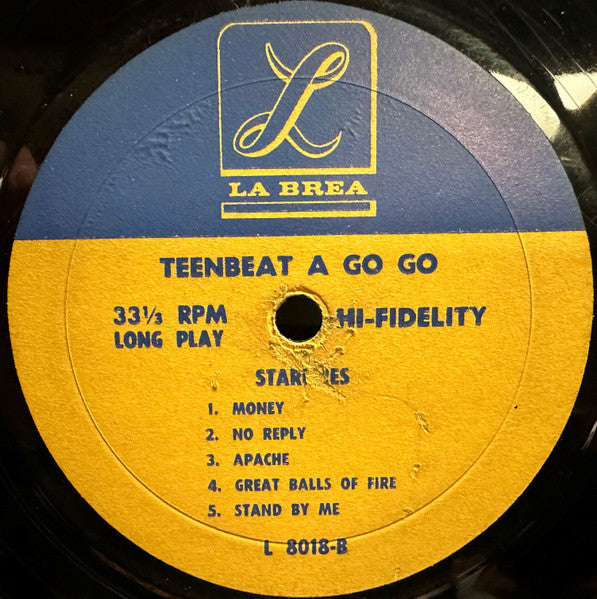 L
LA BREA
TEENBEAT A GO GO
33⅓ RPM HI-FIDELITY
LONG PLAY
1. MONEY
2. NO REPLY
3. APACHE
4. GREAT BALLS OF FIRE
5. STAND BY ME
L 8018-B